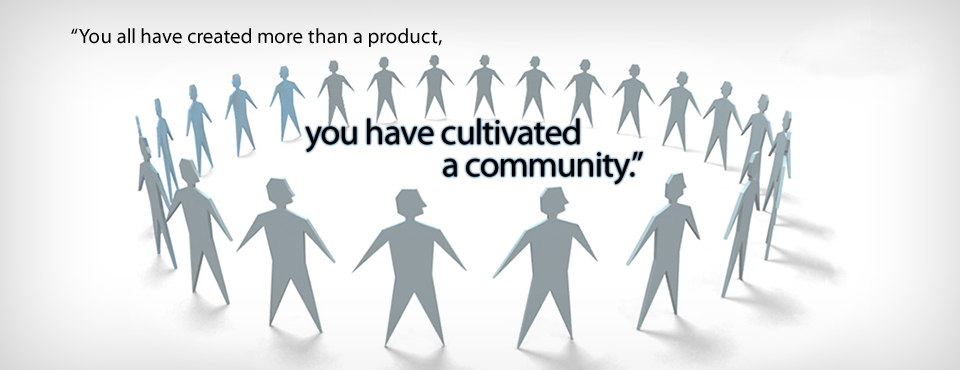 “You all have created more than a product,
you have cultivated
a community.”